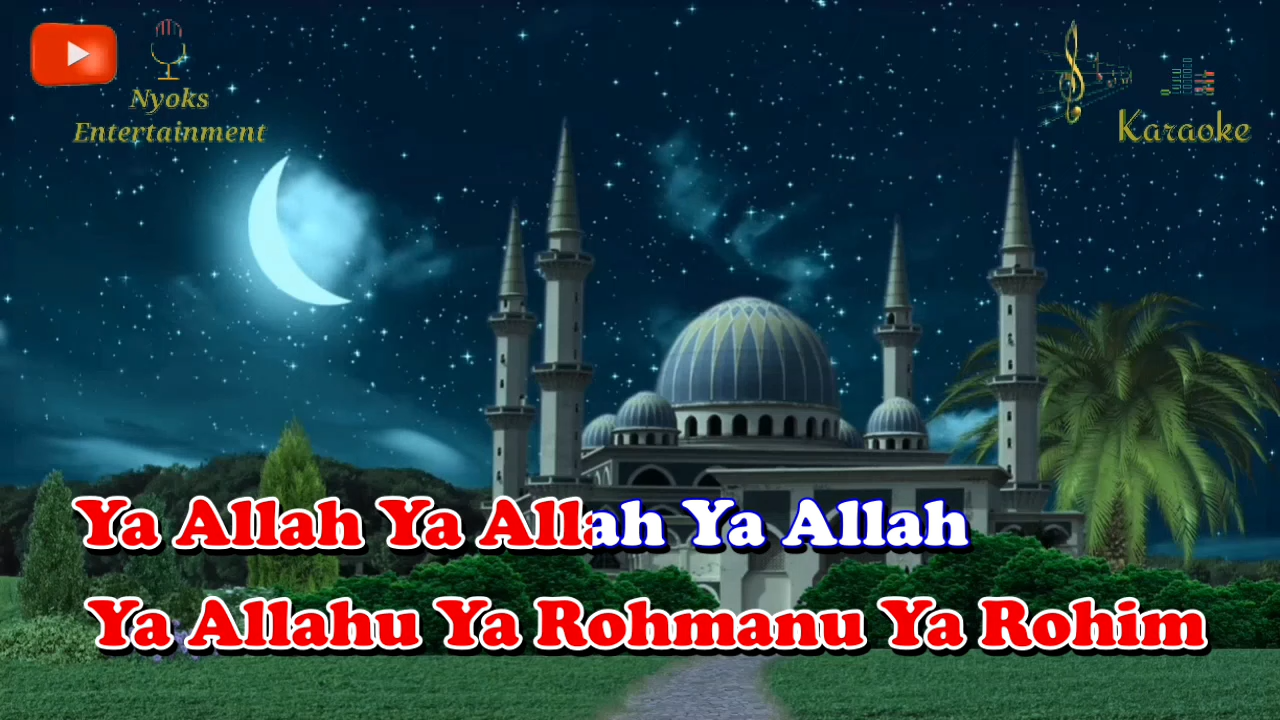 Nyoks
Entertainment
Karaoke
Ya Allah Ya Allah Ya Allah
Ya Allahu Ya Rohmanu Ya Rohim